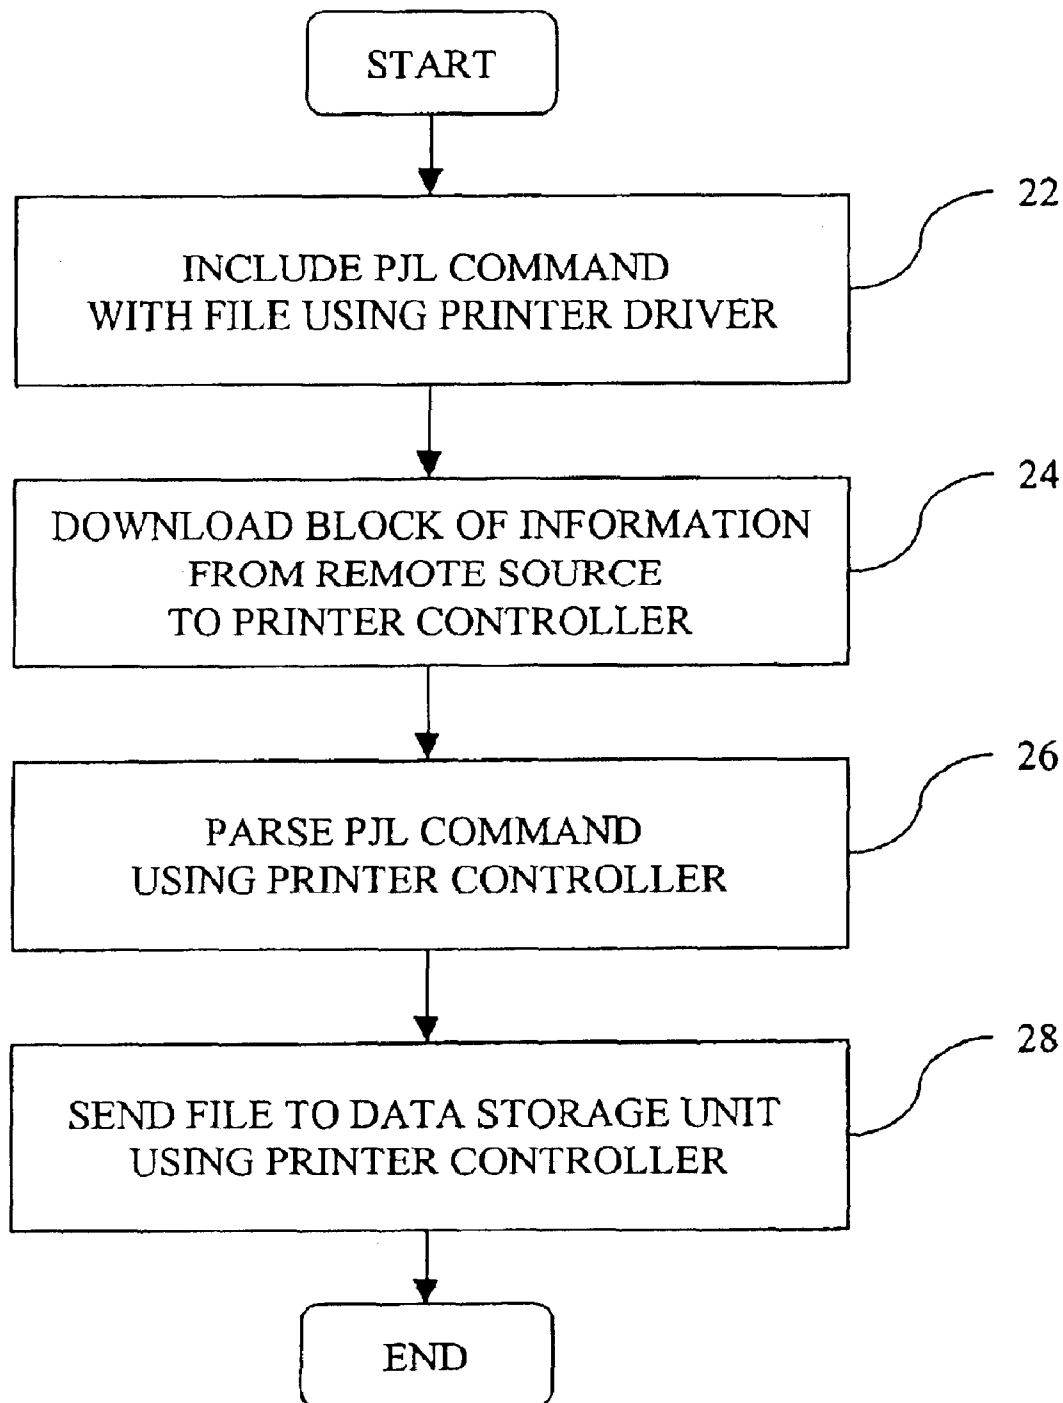 START
22
INCLUDE PJL COMMAND
WITH FILE USING PRINTER DRIVER
24
DOWNLOAD BLOCK OF INFORMATION
FROM REMOTE SOURCE
TO PRINTER CONTROLLER
26
PARSE PJL COMMAND
USING PRINTER CONTROLLER
28
SEND FILE TO DATA STORAGE UNIT
USING PRINTER CONTROLLER
END